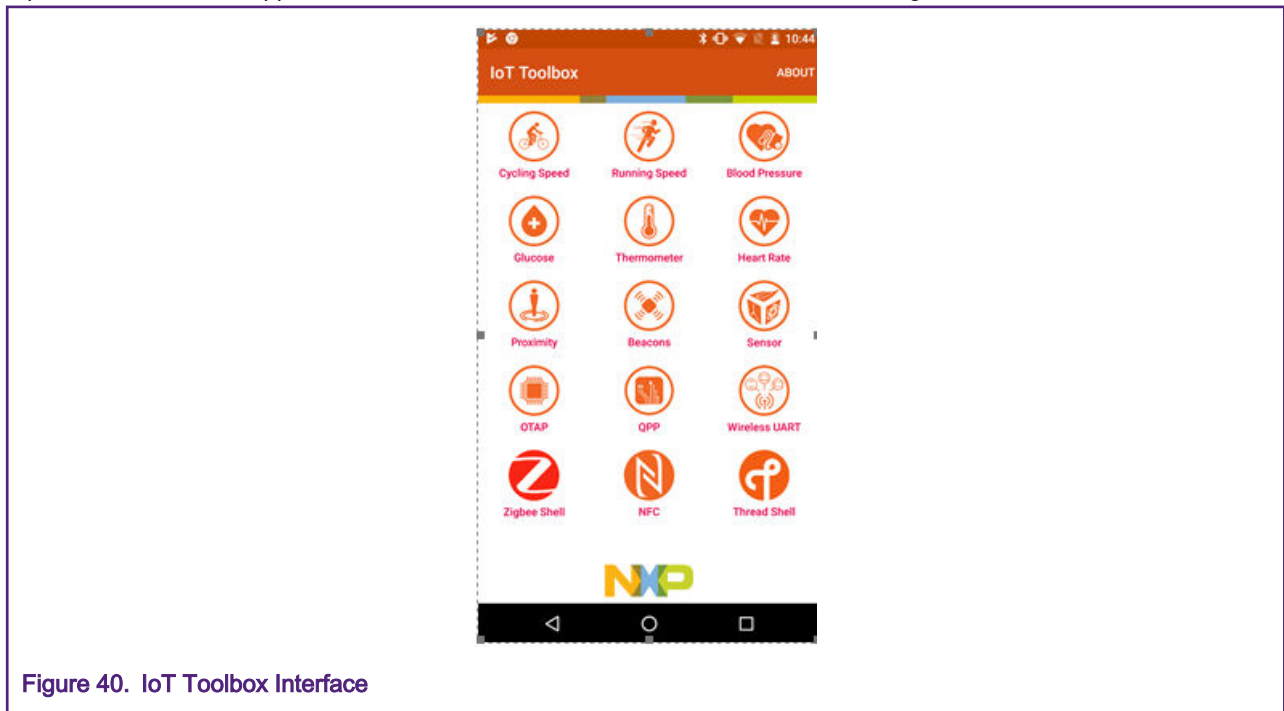 10:44
IoT Toolbox ABOUT
Cycling Speed Running Speed Blood Pressure
Glucose Thermometer Heart Rate
Proximity Beacons Sensor
OTAP QPP Wireless UART
Zigbee Shell NFC Thread Shell
NXP
Figure 40. IoT Toolbox Interface